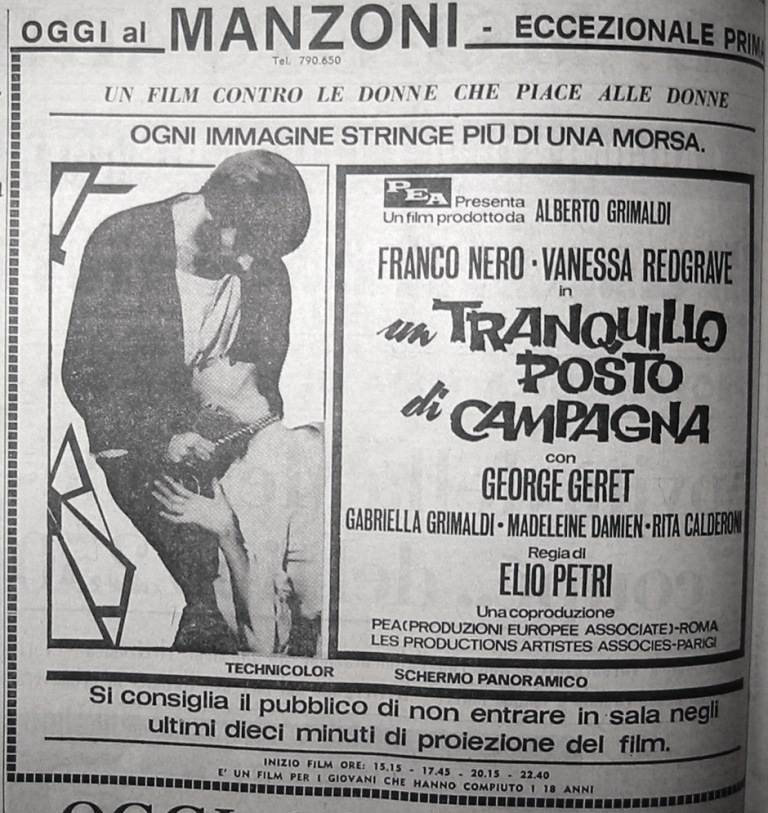 OGGI al MANZONI - ECCEZIONALE PRIMA
Tel. 790.650
UN FILM CONTRO LE DONNE CHE PIACE ALLE DONNE
OGNI IMMAGINE STRINGE PIÙ DI UNA MORSA.
PEA Presenta
Un film prodotto da ALBERTO GRIMALDI
FRANCO NERO · VANESSA REDGRAVE
in
un TRANQUILLO
POSTO
di CAMPAGNA
con
GEORGE GERET
GABRIELLA GRIMALDI · MADELEINE DAMIEN · RITA CALDERONI
Regia di
ELIO PETRI
Una coproduzione
PEA (PRODUZIONI EUROPEE ASSOCIATE)-ROMA
LES PRODUCTIONS ARTISTES ASSOCIES-PARIGI
TECHNICOLOR SCHERMO PANORAMICO
Si consiglia il pubblico di non entrare in sala negli
ultimi dieci minuti di proiezione del film.
INIZIO FILM ORE: 15.15 - 17.45 - 20.15 - 22.40
E' UN FILM PER I GIOVANI CHE HANNO COMPIUTO I 18 ANNI
OGGI